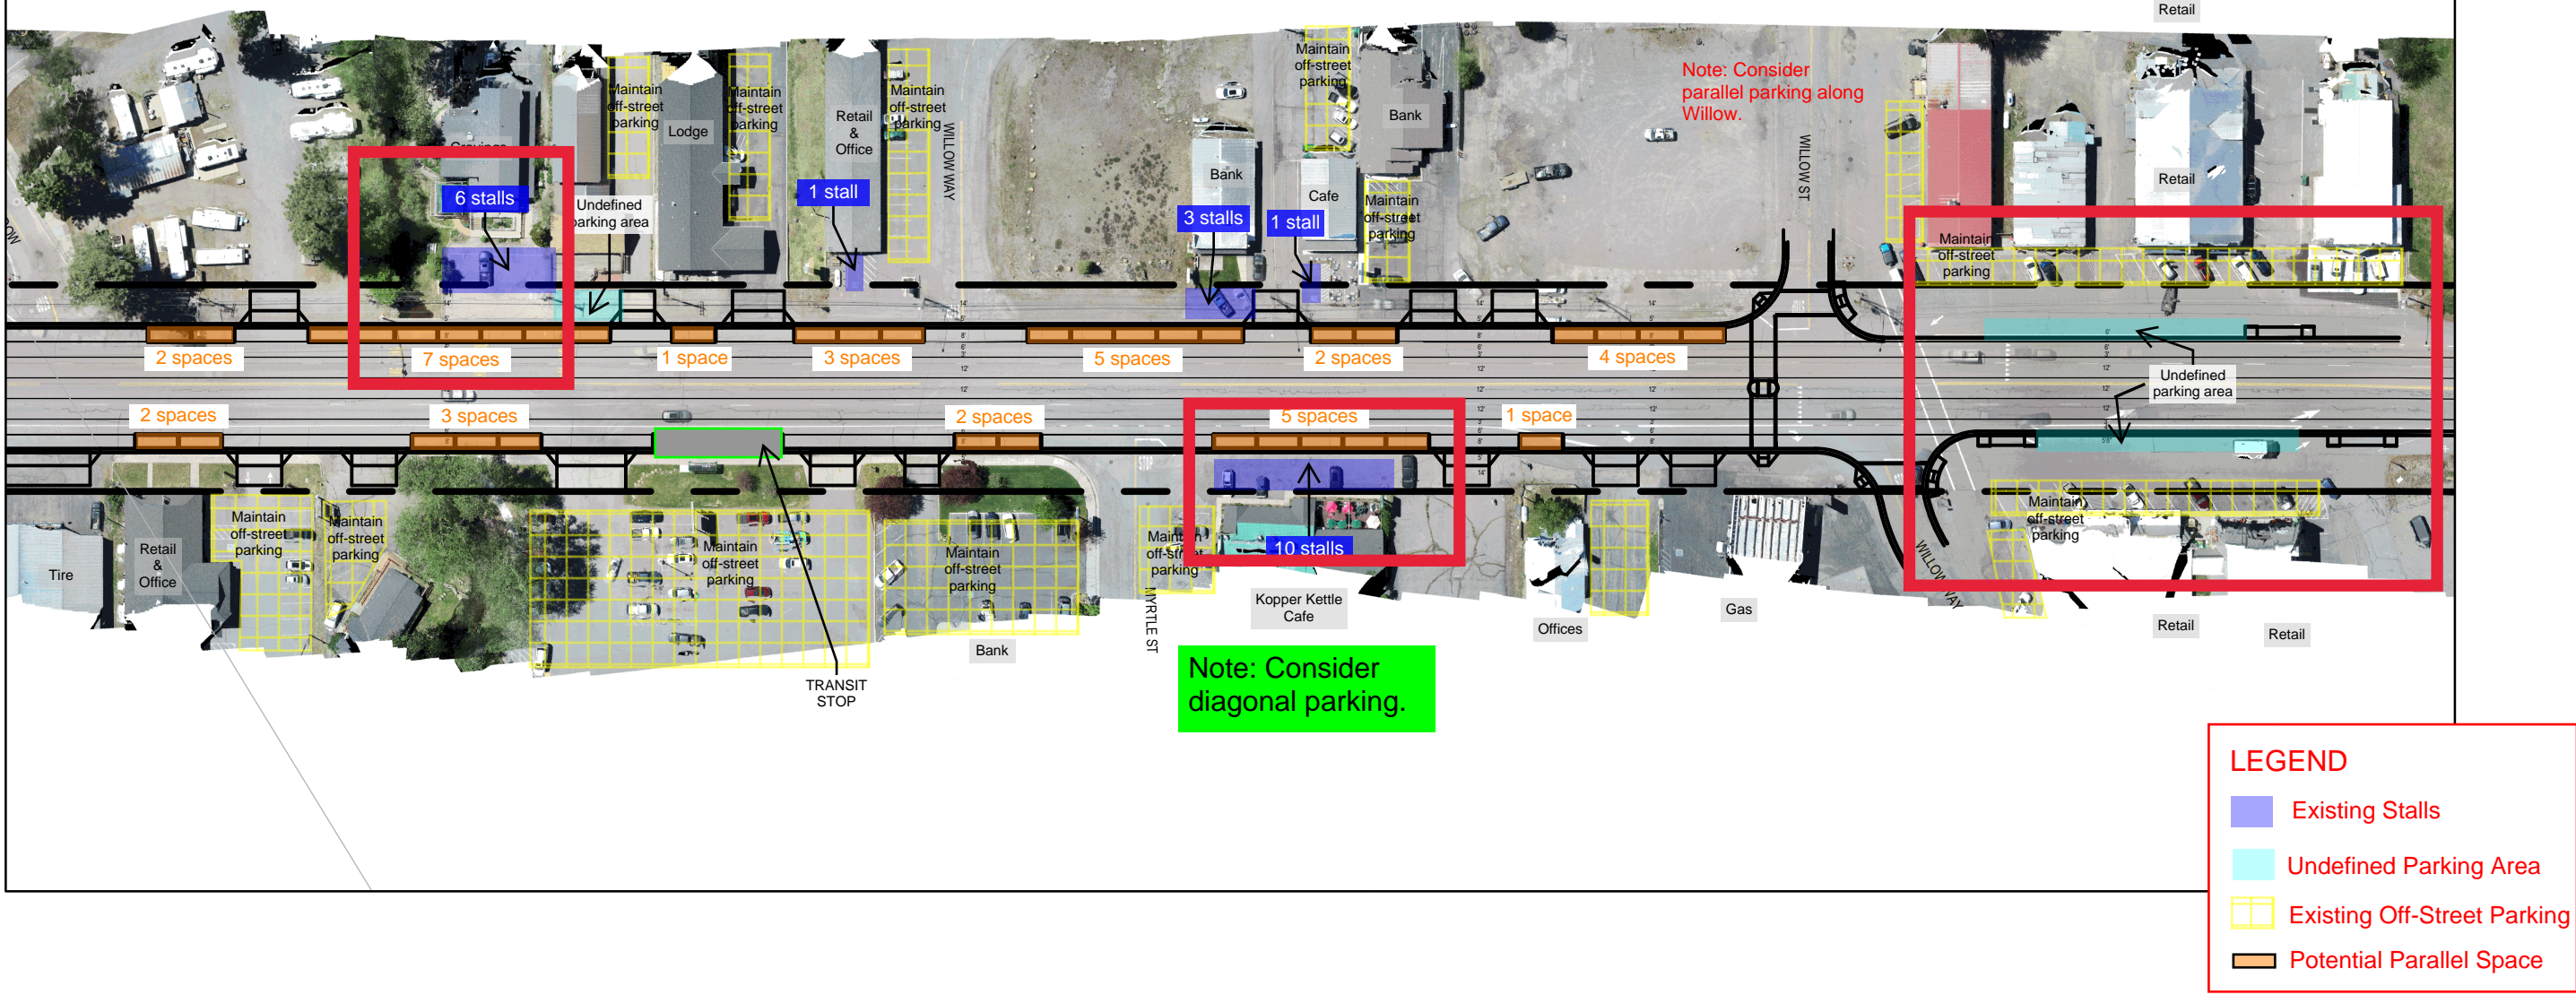 Retail
Maintain
off-street
parking
Note: Consider
parallel parking along
Willow.
Maintain
off-street
parking
Lodge
Maintain
off-street
parking
Retail
&
Office
Maintain
off-street
parking
WILLOW WAY
Bank
Bank
Cafe
Maintain
off-street
parking
WILLOW ST
Retail
6 stalls
Undefined
parking area
1 stall
3 stalls
1 stall
Maintain
off-street
parking
2 spaces
7 spaces
1 space
3 spaces
5 spaces
2 spaces
4 spaces
Undefined
parking area
2 spaces
3 spaces
2 spaces
5 spaces
1 space
Tire
Retail
&
Office
Maintain
off-street
parking
Maintain
off-street
parking
Maintain
off-street
parking
Maintain
off-street
parking
Maintain
off-street
parking
10 stalls
Maintain
off-street
parking
WILLOW WAY
MYRTLE ST
Kopper Kettle
Cafe
Offices
Gas
Retail
Retail
Bank
TRANSIT
STOP
Note: Consider
diagonal parking.
LEGEND
Existing Stalls
Undefined Parking Area
Existing Off-Street Parking
Potential Parallel Space